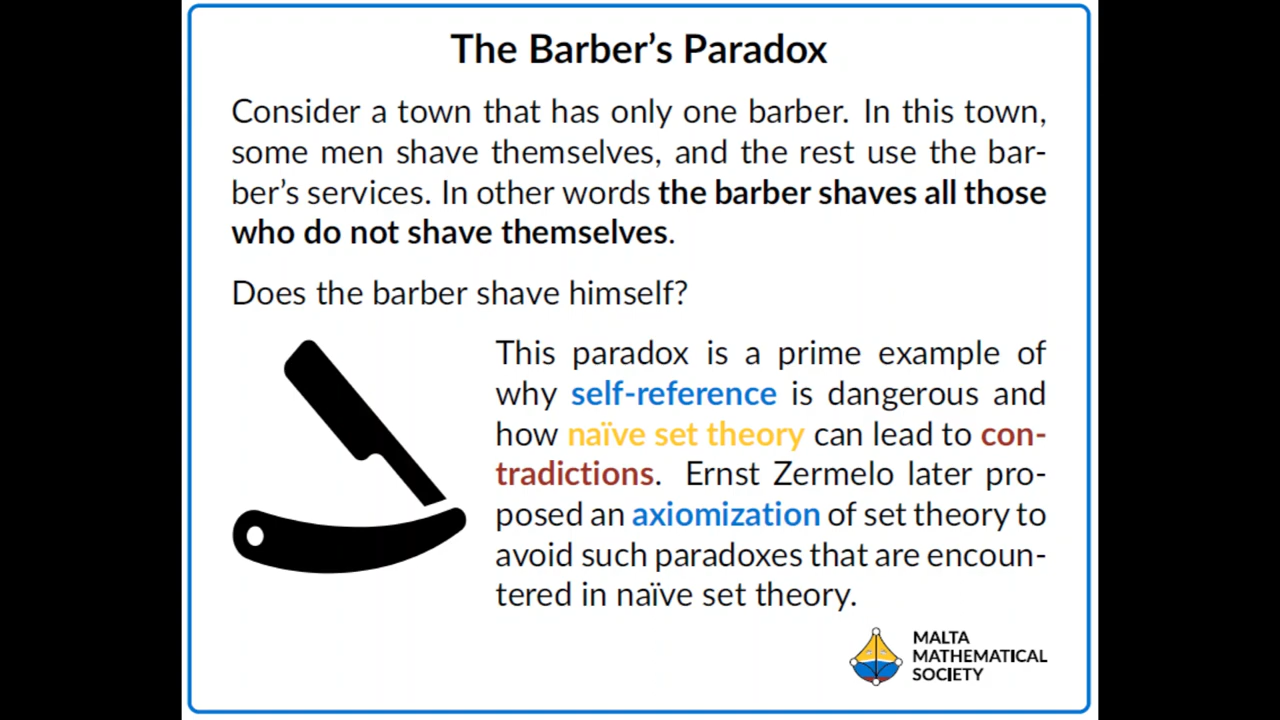 The Barber's Paradox
Consider a town that has only one barber. In this town,
some men shave themselves, and the rest use the bar-
ber's services. In other words the barber shaves all those
who do not shave themselves.
Does the barber shave himself?
This paradox is a prime example of
why self-reference is dangerous and
how naïve set theory can lead to con-
tradictions. Ernst Zermelo later pro-
posed an axiomization of set theory to
avoid such paradoxes that are encoun-
tered in naïve set theory.
MALTA
MATHEMATICAL
SOCIETY